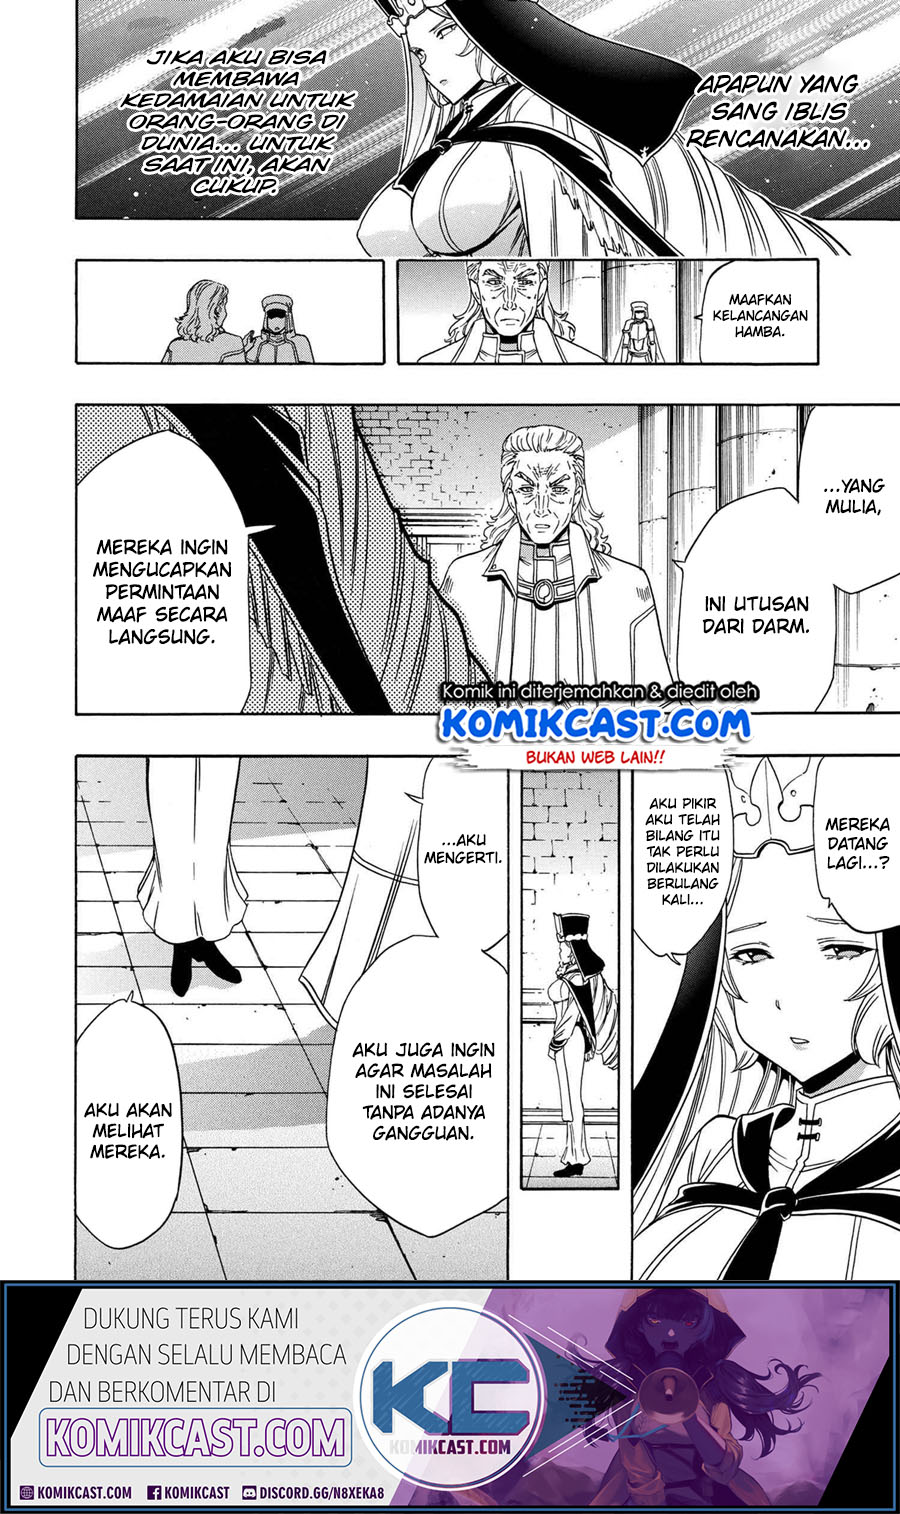 APAPUN YANG
SANG IBLIS
RENCANAKAN...
JIKA AKU BISA
MEMBAWA
KEDAMAIAN UNTUK
ORANG-ORANG DI
DUNIA... UNTUK
SAAT INI, AKAN
CUKUP.
MAAFKAN
KELANCANGAN
HAMBA.
...YANG
MULIA,
INI UTUSAN
DARI DARM.
MEREKA INGIN
MENGUCAPKAN
PERMINTAAN
MAAF SECARA
LANGSUNG.
Komik ini diterjemahkan & diedit oleh
KOMIKCAST.COM
BUKAN WEB LAIN!!
MEREKA
DATANG
LAGI...?
AKU PIKIR
AKU TELAH
BILANG ITU
TAK PERLU
DILAKUKAN
BERULANG
KALI...
...AKU
MENGERTI.
AKU JUGA INGIN
AGAR MASALAH
INI SELESAI
TANPA ADANYA
GANGGUAN.
AKU AKAN
MELIHAT
MEREKA.
DUKUNG TERUS KAMI
DENGAN SELALU MEMBACA
DAN BERKOMENTAR DI
KOMIKCAST.COM
KC
KOMIKCAST.COM
KOMIKCAST.COM
KOMIKCAST
DISCORD.GG/N8XEKA8